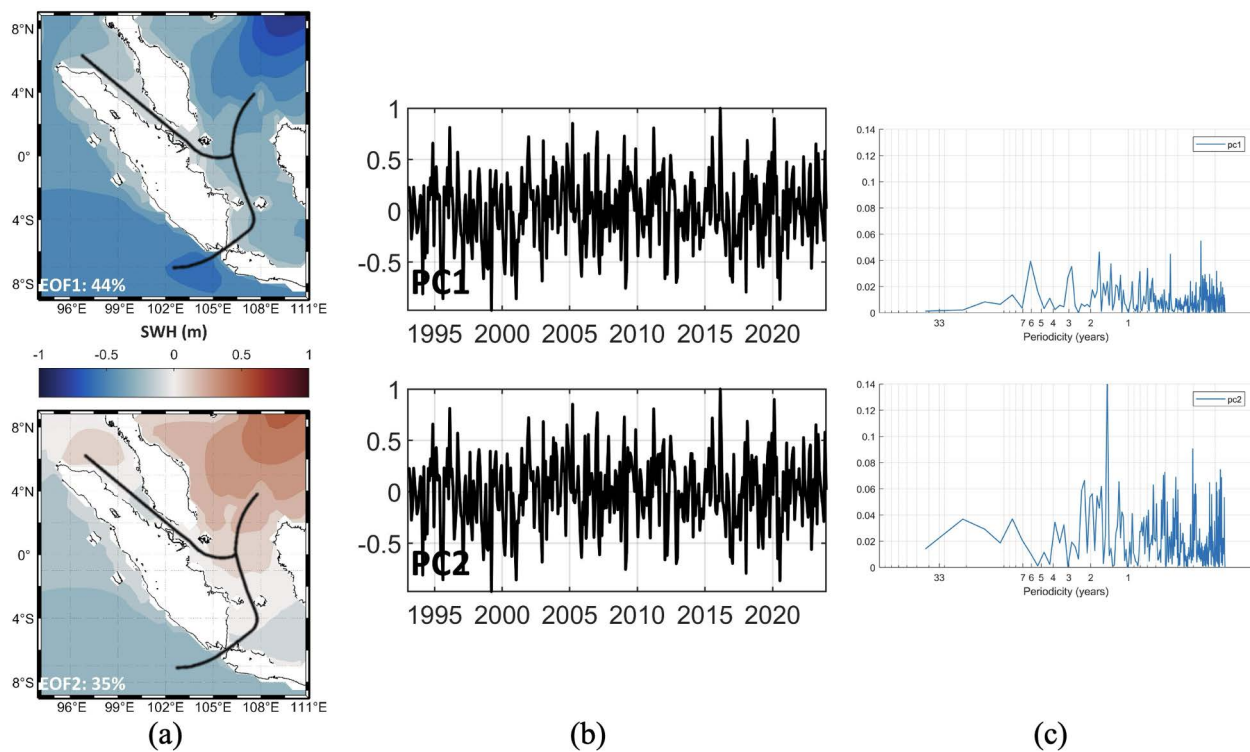 8°N
4°N
0°
4°S
8°S
EOF1: 44%
96°E 99°E 102°E 105°E 108°E 111°E
SWH (m)
-1 -0.5 0 0.5 1
8°N
4°N
0°
4°S
8°S
EOF2: 35%
96°E 99°E 102°E 105°E 108°E 111°E
(a)
1
0.5
0
-0.5
PC1
1995 2000 2005 2010 2015 2020
1
0.5
0
-0.5
PC2
1995 2000 2005 2010 2015 2020
(b)
0.14
0.12
0.1
0.08
0.06
0.04
0.02
0
pc1
33 7 6 5 4 3 2 1
Periodicity (years)
0.14
0.12
0.1
0.08
0.06
0.04
0.02
0
pc2
33 7 6 5 4 3 2 1
Periodicity (years)
(c)